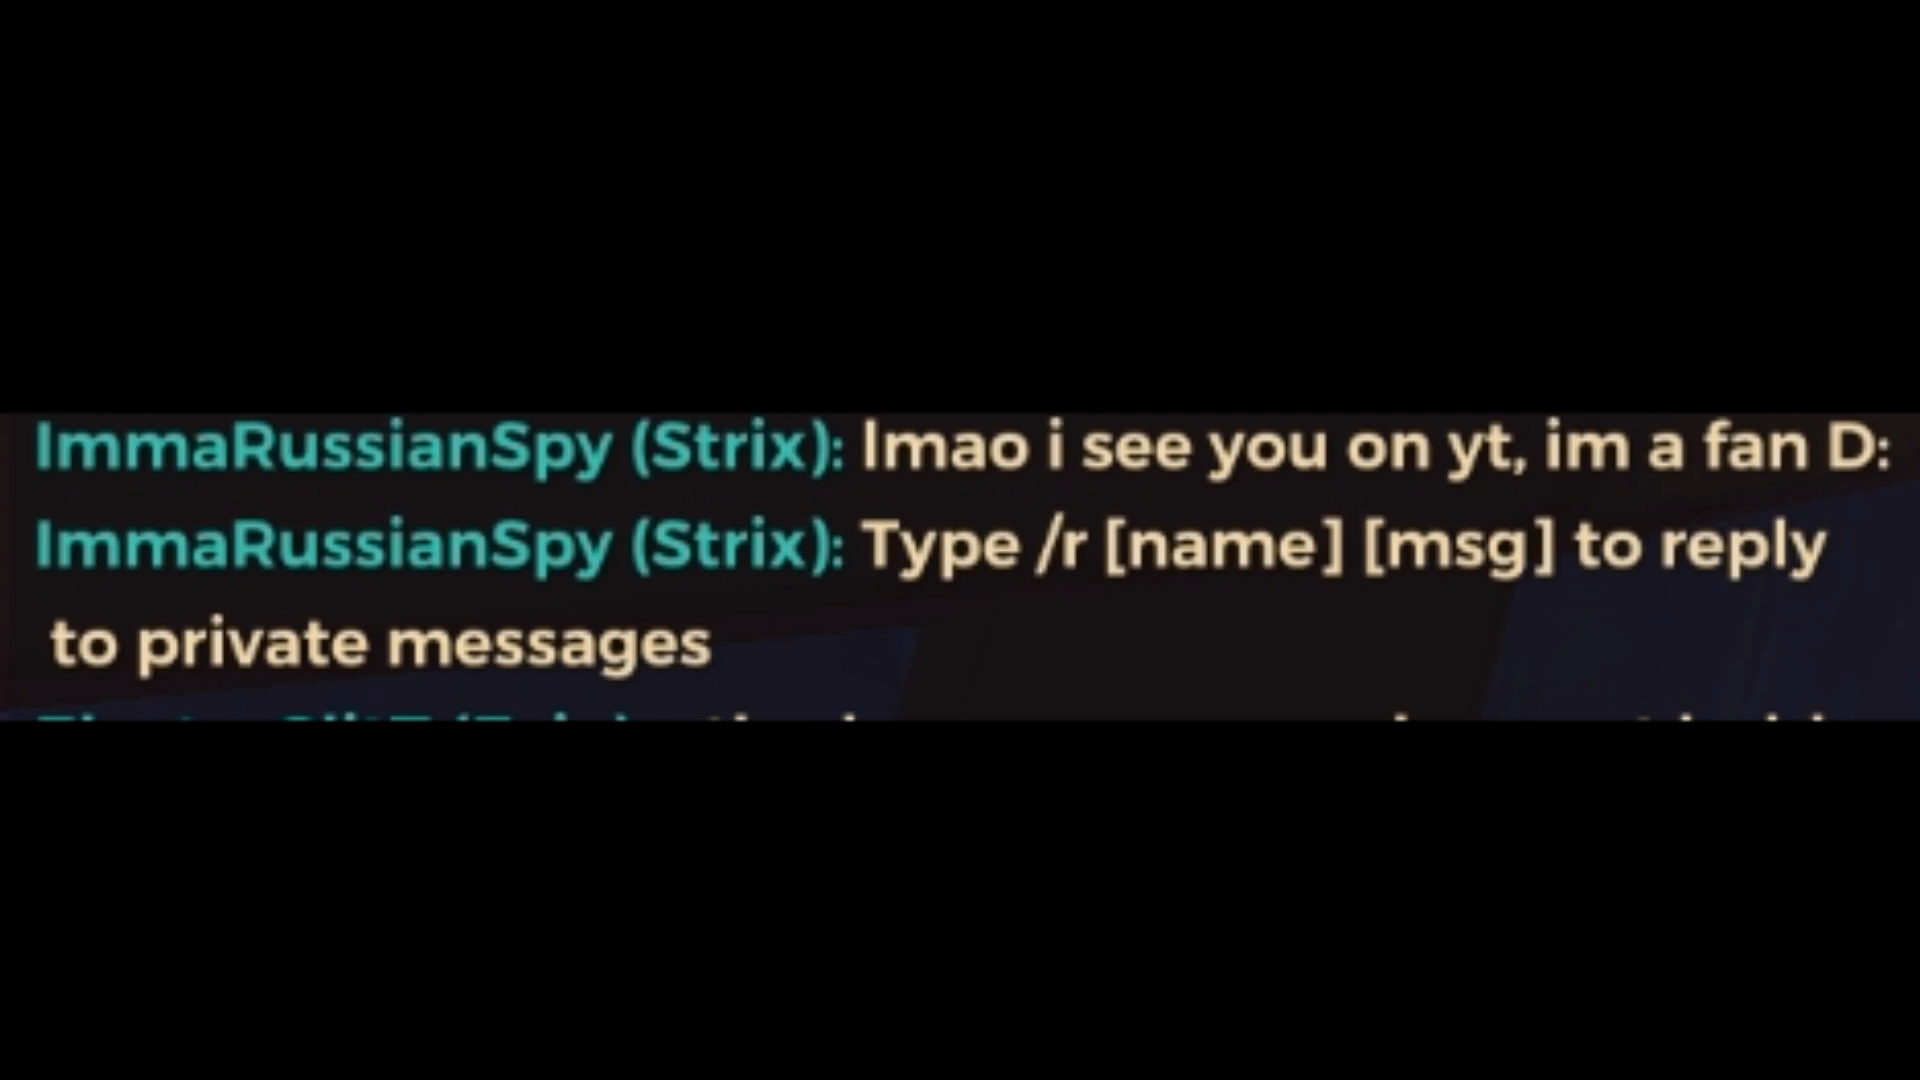 ImmaRussianSpy (Strix): lmao i see you on yt, im a fan D:
ImmaRussianSpy (Strix): Type /r [name] [msg] to reply
to private messages